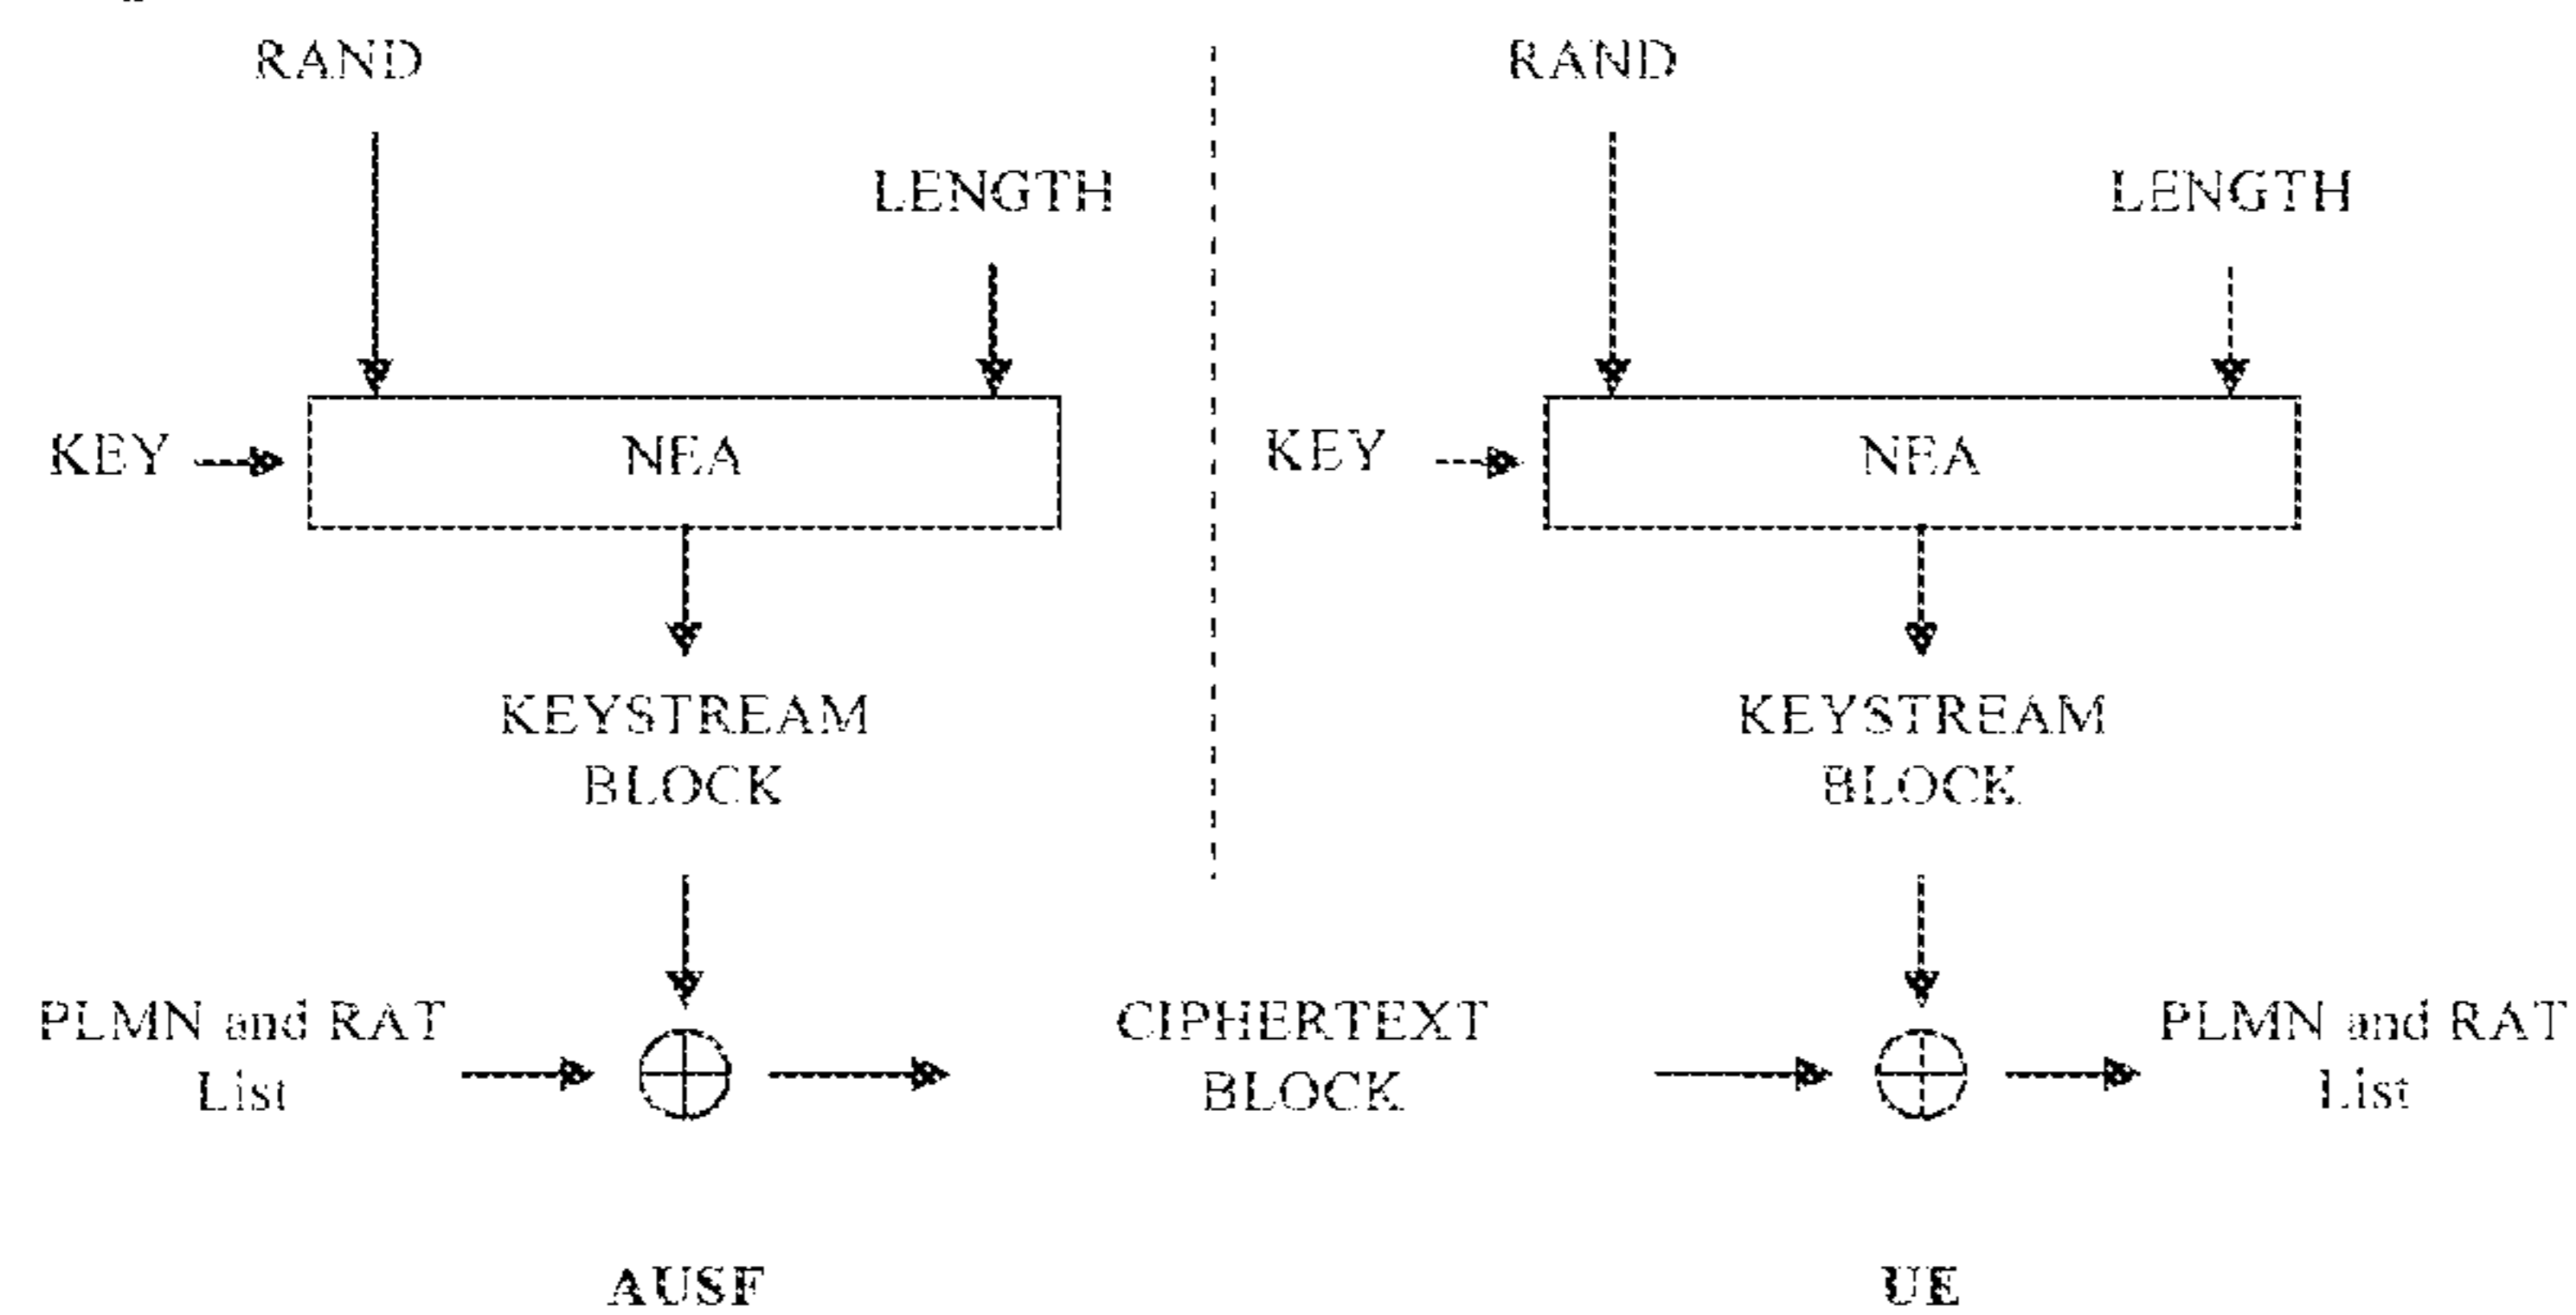 RAND
RAND
LENGTH
LENGTH
KEY
NEA
KEY
NEA
KEYSTREAM
BLOCK
KEYSTREAM
BLOCK
PLMN and RAT
List
CIPHERTEXT
BLOCK
PLMN and RAT
List
AUSF
UE